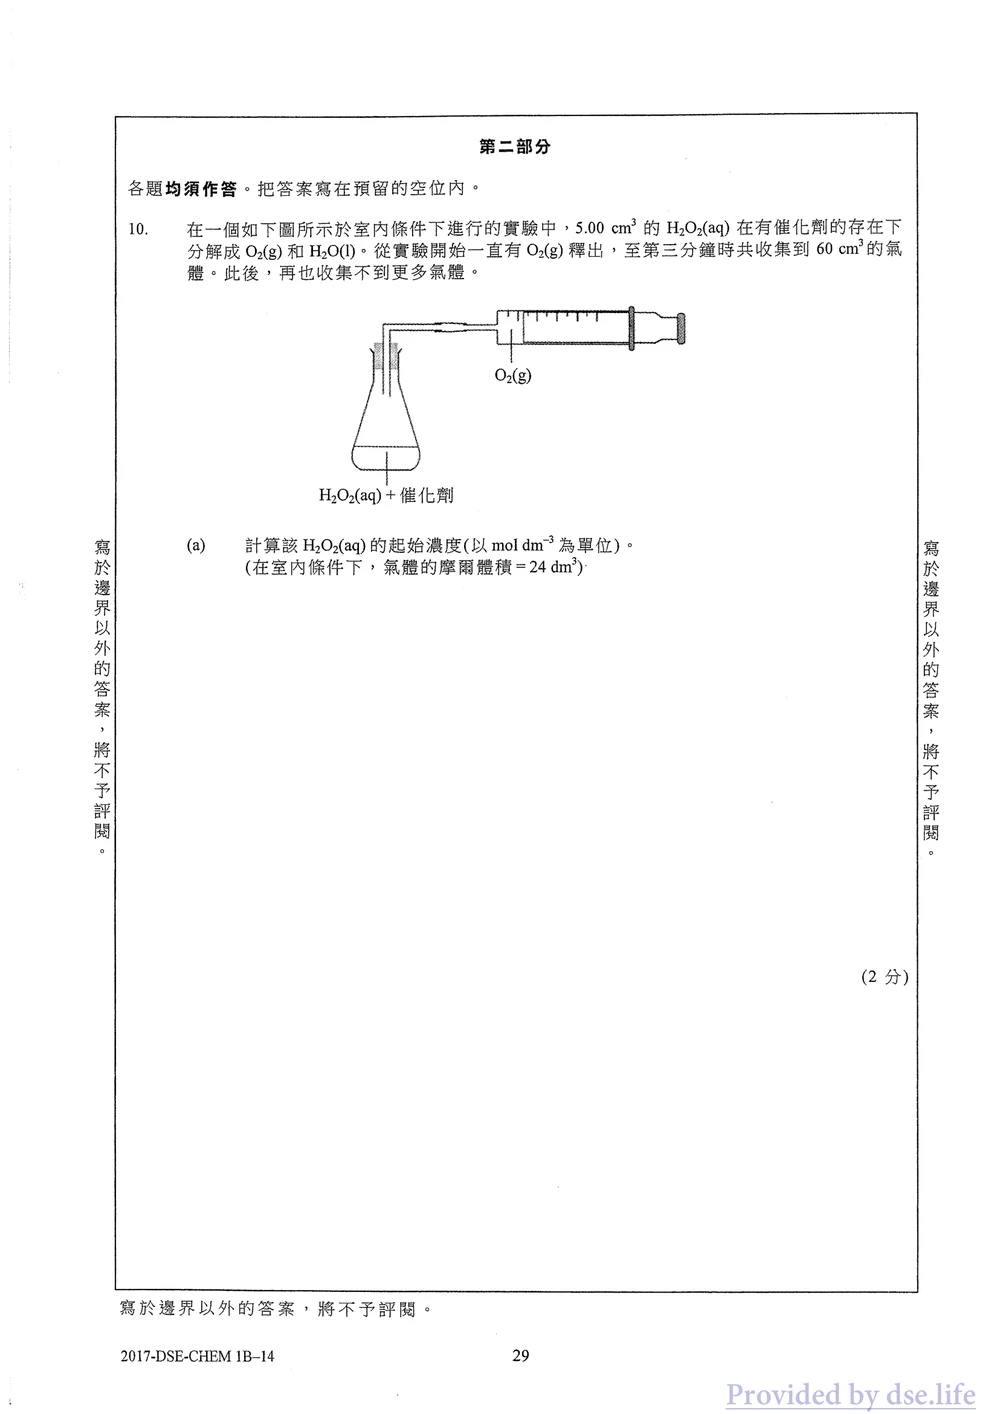 第二部分
各題均須作答。把答案寫在預留的空位內。
10. 在一個如下圖所示於室內條件下進行的實驗中，5.00 cm³ 的 H₂O₂(aq) 在有催化劑的存在下
分解成 O₂(g) 和 H₂O(l)。從實驗開始一直有 O₂(g) 釋出，至第三分鐘時共收集到 60 cm³ 的氣
體。此後，再也收集不到更多氣體。
O₂(g)
H₂O₂(aq) + 催化劑
(a) 計算該 H₂O₂(aq) 的起始濃度(以 mol dm⁻³ 為單位)。
(在室內條件下，氣體的摩爾體積 = 24 dm³)
(2 分)
寫於邊界以外的答案，將不予評閱。
寫於邊界以外的答案，將不予評閱。
寫於邊界以外的答案，將不予評閱。
2017-DSE-CHEM 1B–14
29
Provided by dse.life